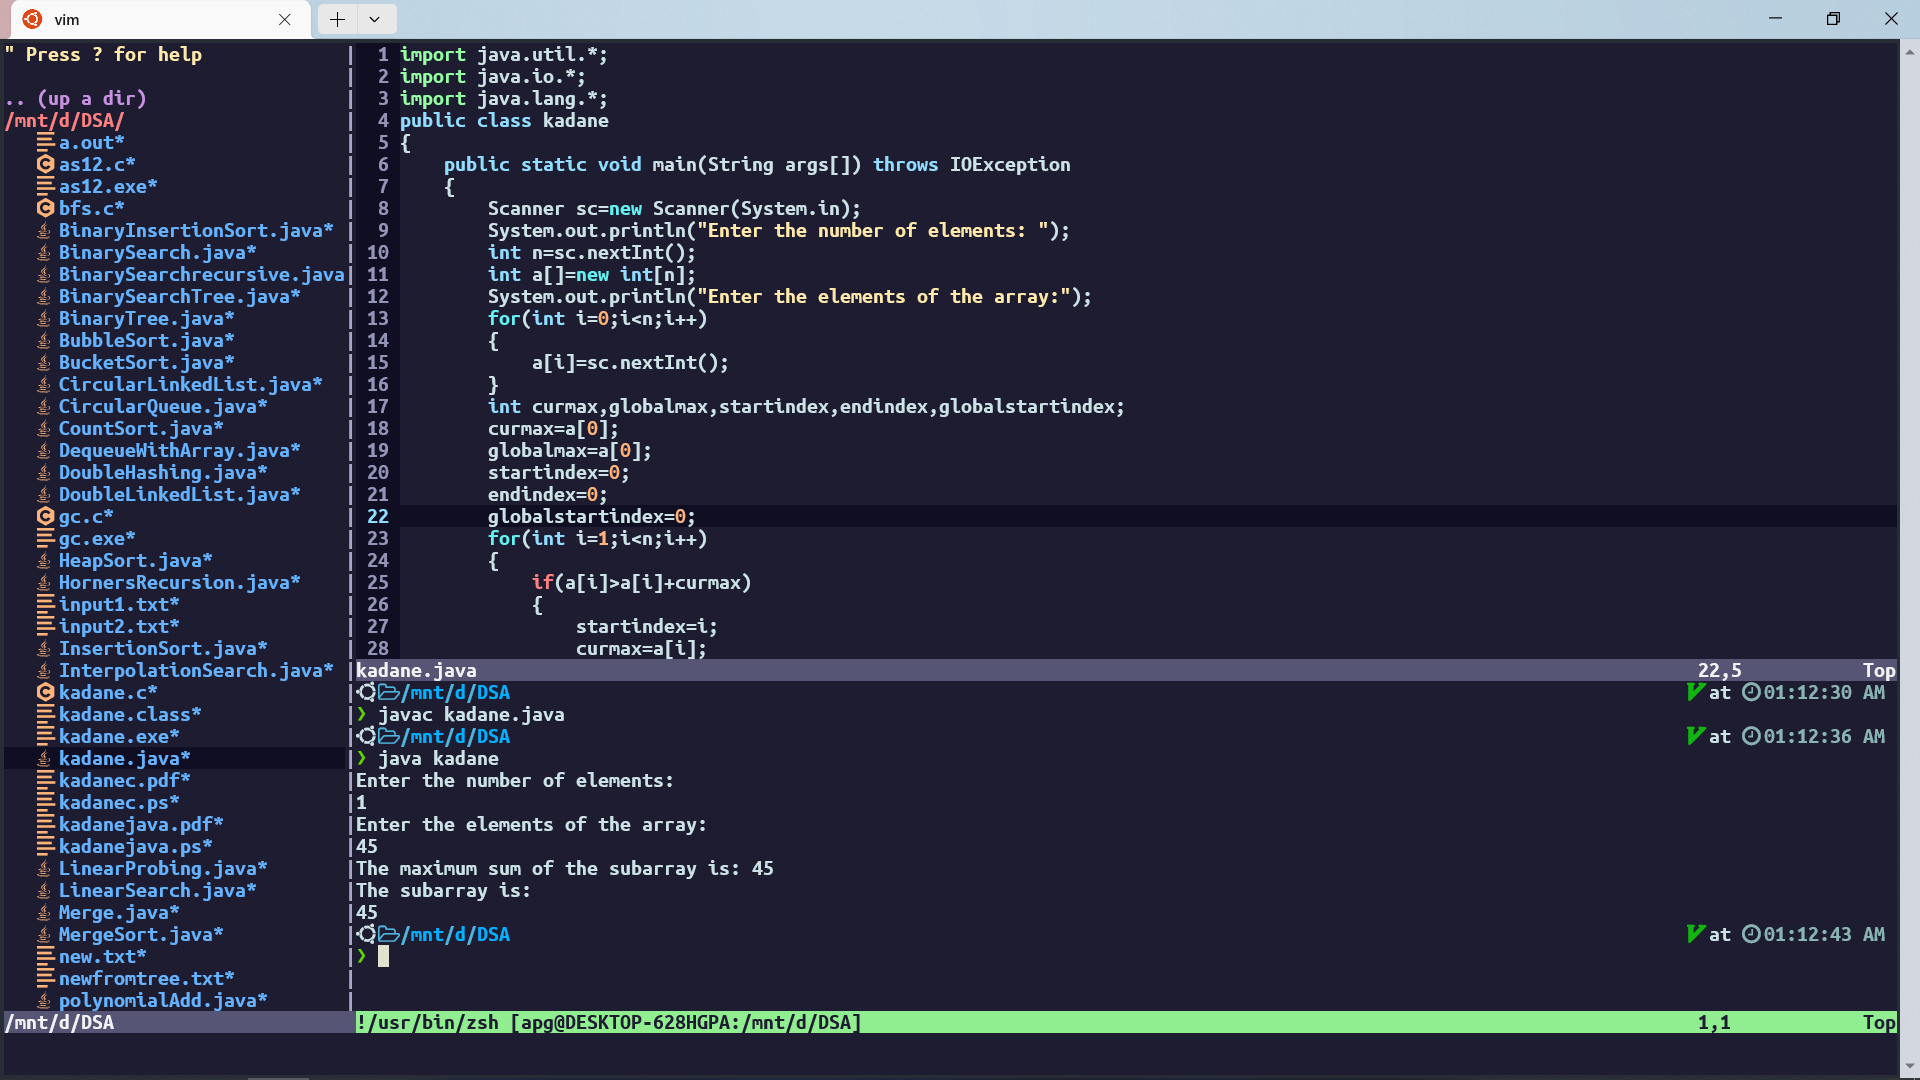 vim
" Press ? for help
.. (up a dir)
/mnt/d/DSA/
a.out*
as12.c*
as12.exe*
bfs.c*
BinaryInsertionSort.java*
BinarySearch.java*
BinarySearchrecursive.java
BinarySearchTree.java*
BinaryTree.java*
BubbleSort.java*
BucketSort.java*
CircularLinkedList.java*
CircularQueue.java*
CountSort.java*
DequeueWithArray.java*
DoubleHashing.java*
DoubleLinkedList.java*
gc.c*
gc.exe*
HeapSort.java*
HornersRecursion.java*
input1.txt*
input2.txt*
InsertionSort.java*
InterpolationSearch.java*
kadane.c*
kadane.class*
kadane.exe*
kadane.java*
kadanec.pdf*
kadanec.ps*
kadanejava.pdf*
kadanejava.ps*
LinearProbing.java*
LinearSearch.java*
Merge.java*
MergeSort.java*
new.txt*
newfromtree.txt*
polynomialAdd.java*
/mnt/d/DSA
1 import java.util.*;
2 import java.io.*;
3 import java.lang.*;
4 public class kadane
5 {
6     public static void main(String args[]) throws IOException
7     {
8         Scanner sc=new Scanner(System.in);
9         System.out.println("Enter the number of elements: ");
10         int n=sc.nextInt();
11         int a[]=new int[n];
12         System.out.println("Enter the elements of the array:");
13         for(int i=0;i<n;i++)
14         {
15             a[i]=sc.nextInt();
16         }
17         int curmax,globalmax,startindex,endindex,globalstartindex;
18         curmax=a[0];
19         globalmax=a[0];
20         startindex=0;
21         endindex=0;
22         globalstartindex=0;
23         for(int i=1;i<n;i++)
24         {
25             if(a[i]>a[i]+curmax)
26             {
27                 startindex=i;
28                 curmax=a[i];
kadane.java 22,5 Top
/mnt/d/DSA at 01:12:30 AM
❯ javac kadane.java
/mnt/d/DSA at 01:12:36 AM
❯ java kadane
Enter the number of elements:
1
Enter the elements of the array:
45
The maximum sum of the subarray is: 45
The subarray is:
45
/mnt/d/DSA at 01:12:43 AM
❯
!/usr/bin/zsh [apg@DESKTOP-628HGPA:/mnt/d/DSA] 1,1 Top